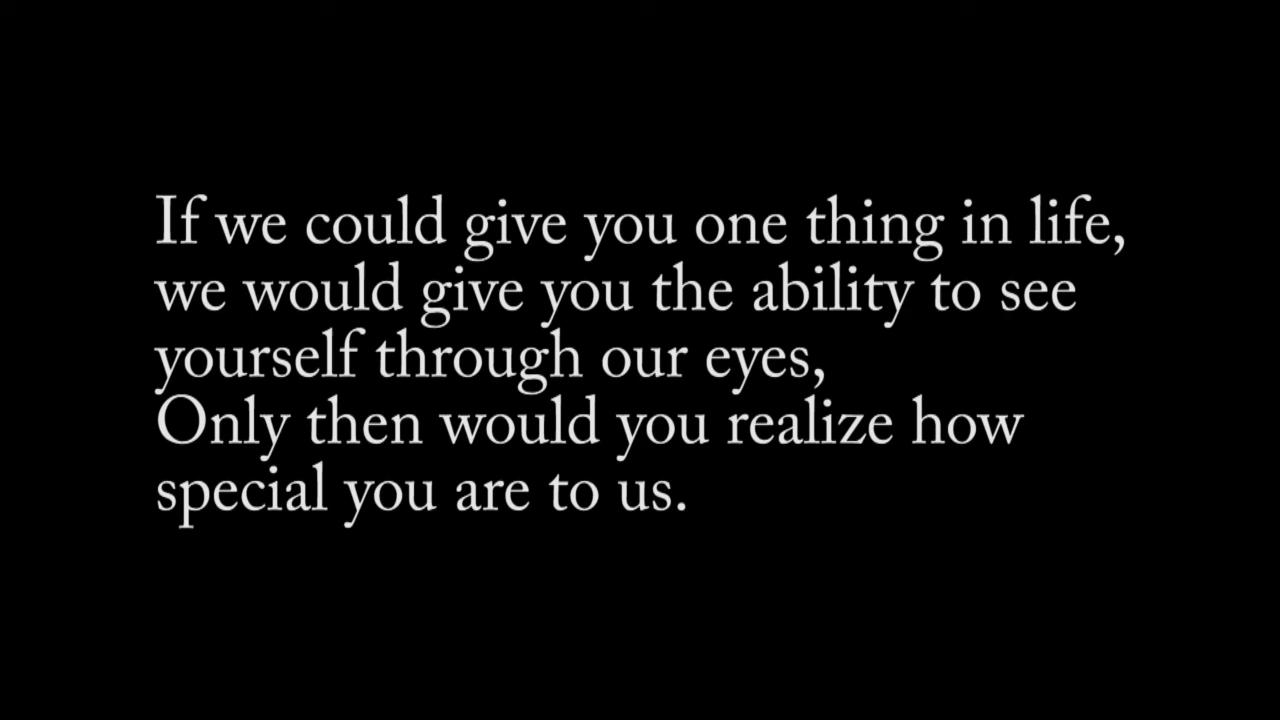 If we could give you one thing in life,
we would give you the ability to see
yourself through our eyes,
Only then would you realize how
special you are to us.